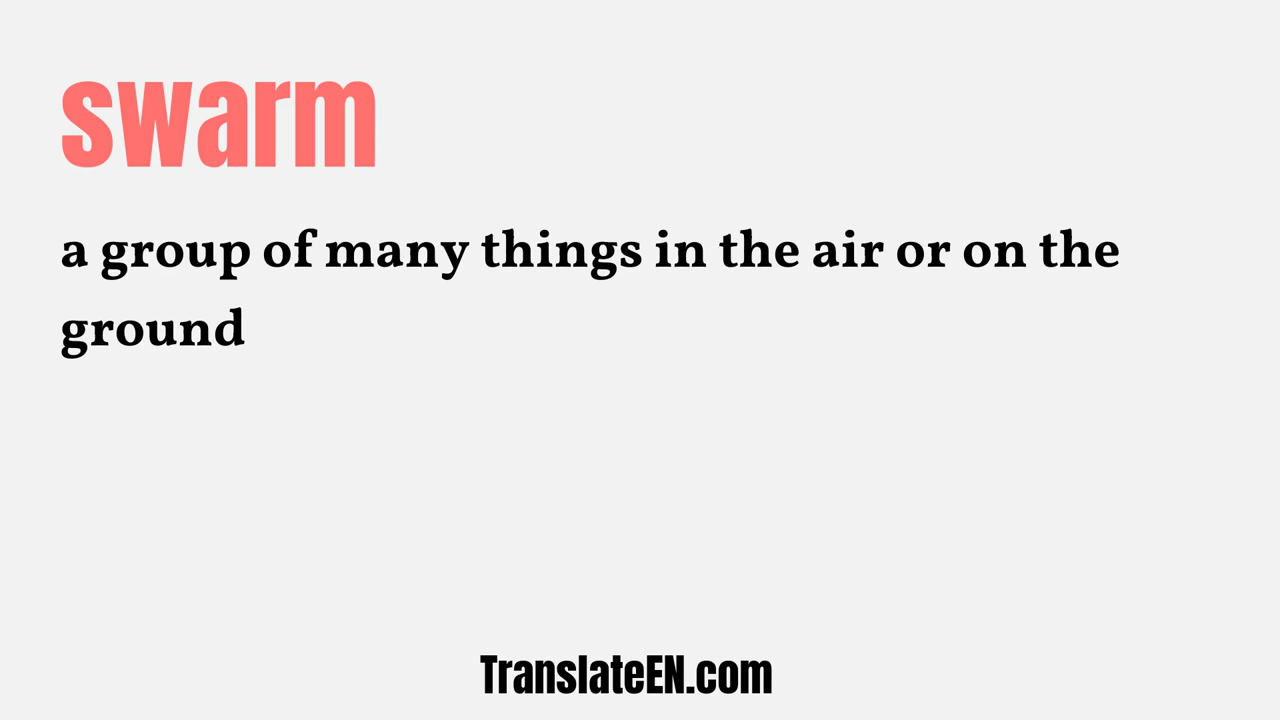 swarm
a group of many things in the air or on the
ground
TranslateEN.com